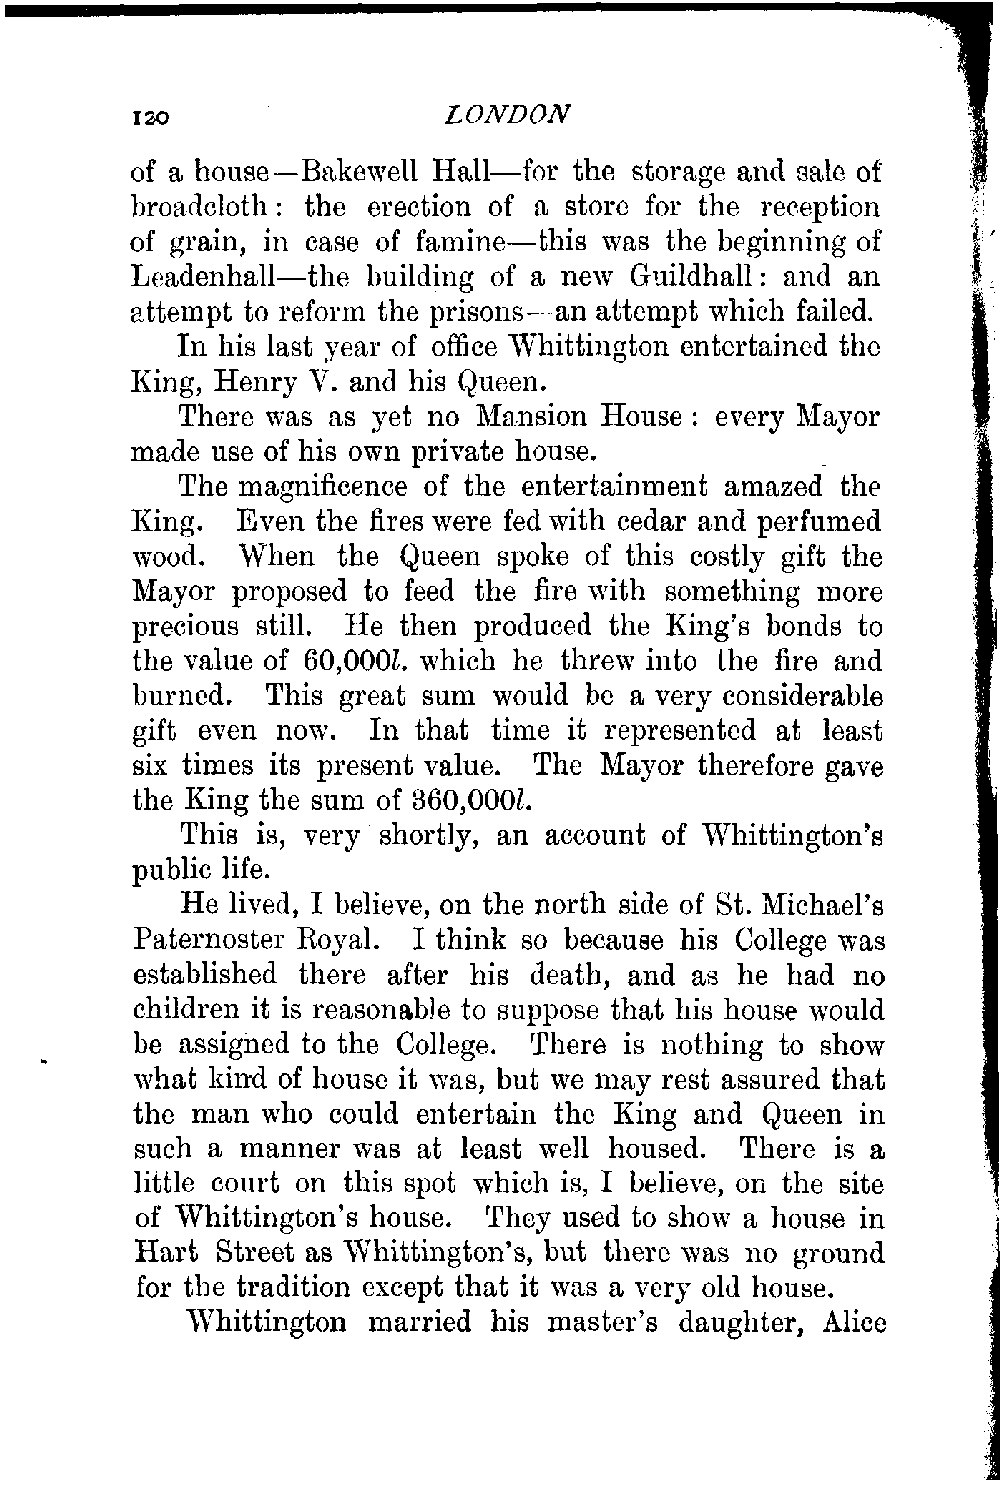 120 LONDON
of a house—Bakewell Hall—for the storage and sale of
broadcloth: the erection of a store for the reception
of grain, in case of famine—this was the beginning of
Leadenhall—the building of a new Guildhall: and an
attempt to reform the prisons—an attempt which failed.
In his last year of office Whittington entertained the
King, Henry V. and his Queen.
There was as yet no Mansion House: every Mayor
made use of his own private house.
The magnificence of the entertainment amazed the
King. Even the fires were fed with cedar and perfumed
wood. When the Queen spoke of this costly gift the
Mayor proposed to feed the fire with something more
precious still. He then produced the King's bonds to
the value of 60,000l. which he threw into the fire and
burned. This great sum would be a very considerable
gift even now. In that time it represented at least
six times its present value. The Mayor therefore gave
the King the sum of 360,000l.
This is, very shortly, an account of Whittington's
public life.
He lived, I believe, on the north side of St. Michael's
Paternoster Royal. I think so because his College was
established there after his death, and as he had no
children it is reasonable to suppose that his house would
be assigned to the College. There is nothing to show
what kind of house it was, but we may rest assured that
the man who could entertain the King and Queen in
such a manner was at least well housed. There is a
little court on this spot which is, I believe, on the site
of Whittington's house. They used to show a house in
Hart Street as Whittington's, but there was no ground
for the tradition except that it was a very old house.
Whittington married his master's daughter, Alice